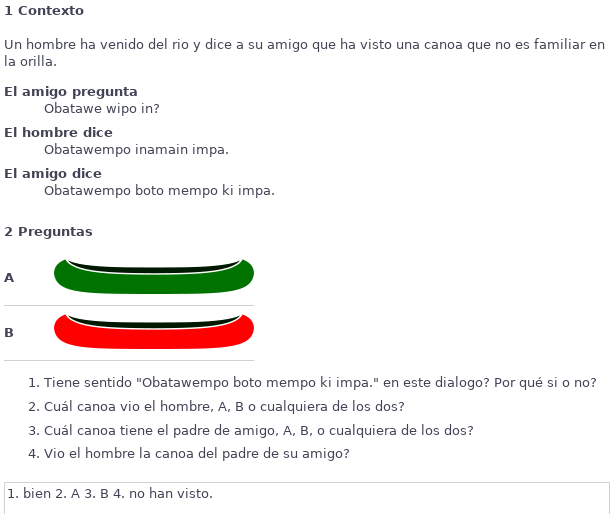 1 Contexto
Un hombre ha venido del rio y dice a su amigo que ha visto una canoa que no es familiar en
la orilla.
El amigo pregunta
Obatawe wipo in?
El hombre dice
Obatawempo inamain impa.
El amigo dice
Obatawempo boto mempo ki impa.
2 Preguntas
A
B
1. Tiene sentido "Obatawempo boto mempo ki impa." en este dialogo? Por qué si o no?
2. Cuál canoa vio el hombre, A, B o cualquiera de los dos?
3. Cuál canoa tiene el padre de amigo, A, B, o cualquiera de los dos?
4. Vio el hombre la canoa del padre de su amigo?
1. bien 2. A 3. B 4. no han visto.